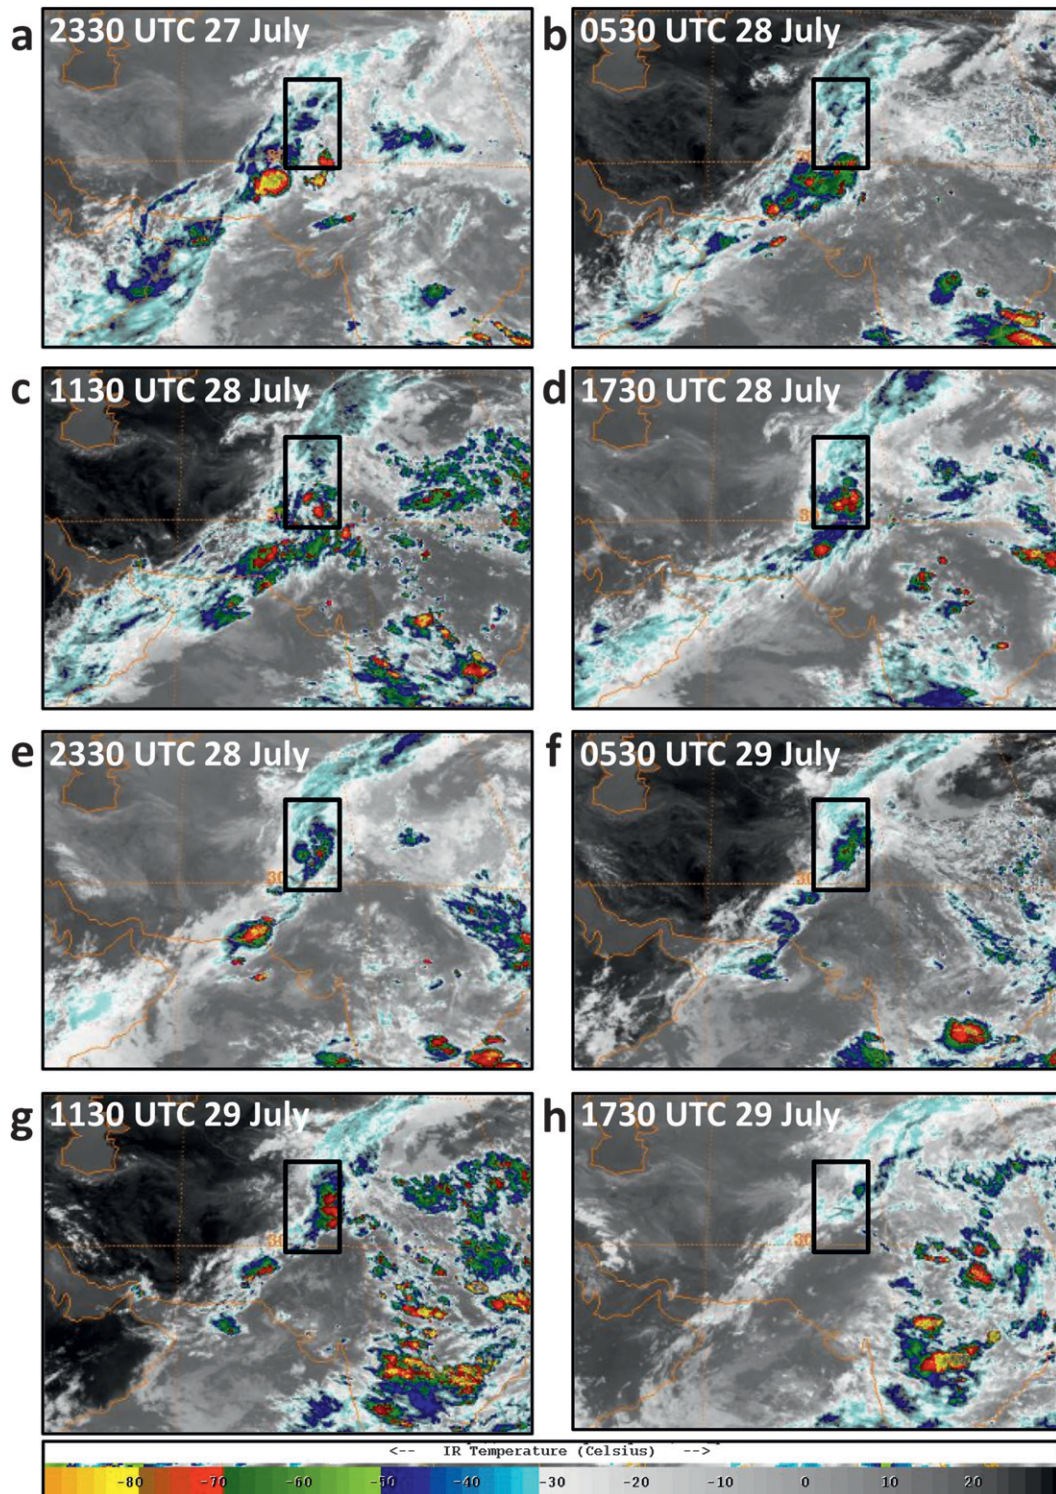 a 2330 UTC 27 July
b 0530 UTC 28 July
30
c 1130 UTC 28 July
d 1730 UTC 28 July
30
e 2330 UTC 28 July
f 0530 UTC 29 July
30
30
g 1130 UTC 29 July
h 1730 UTC 29 July
30
30
<-- IR Temperature (Celsius) -->
-80 -70 -60 -50 -40 -30 -20 -10 0 10 20